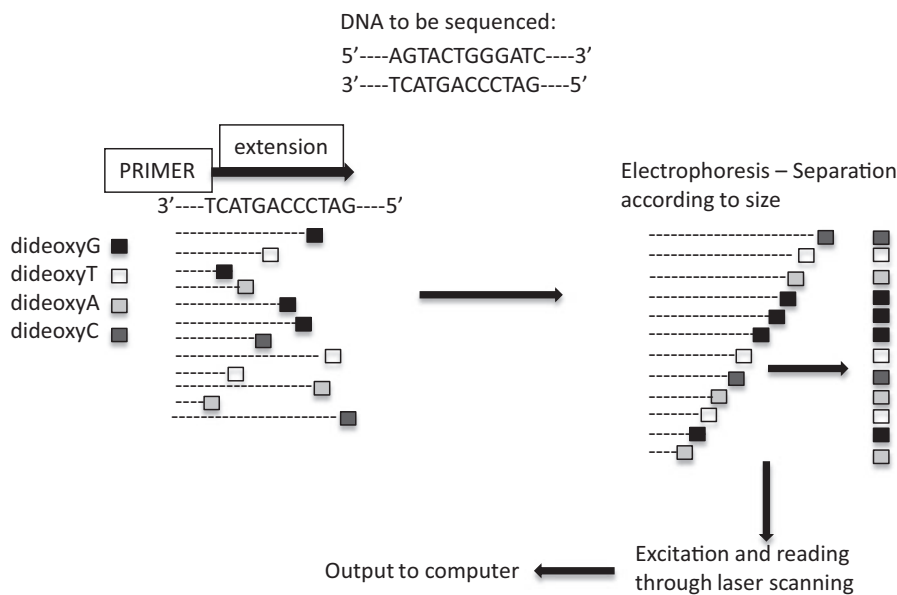 DNA to be sequenced:
5’----AGTACTGGGATC----3’
3’----TCATGACCCTAG----5’
extension
PRIMER
3’----TCATGACCCTAG----5’
dideoxyG
dideoxyT
dideoxyA
dideoxyC
Electrophoresis – Separation
according to size
Excitation and reading
through laser scanning
Output to computer